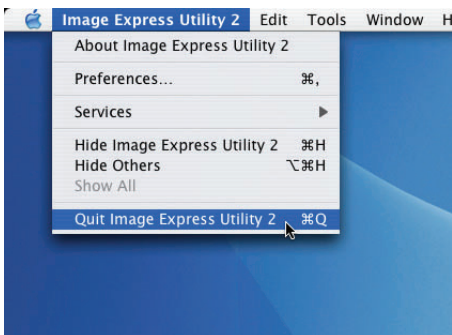 Image Express Utility 2 Edit Tools Window H
About Image Express Utility 2
Preferences... ⌘,
Services ▶
Hide Image Express Utility 2 ⌘H
Hide Others ⌥⌘H
Show All
Quit Image Express Utility 2 ⌘Q